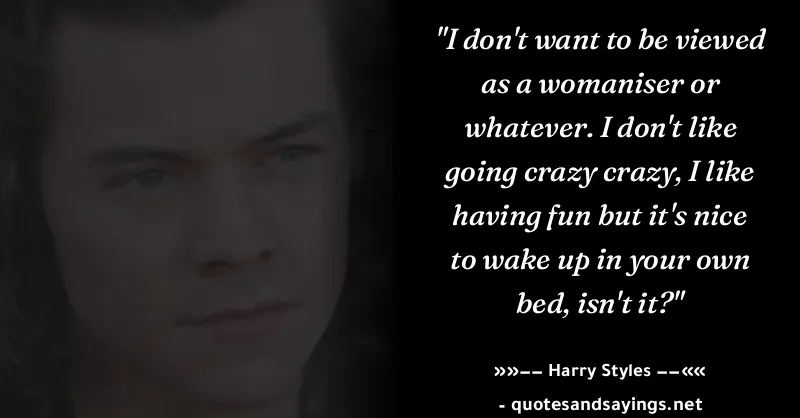 "I don't want to be viewed
as a womaniser or
whatever. I don't like
going crazy crazy, I like
having fun but it's nice
to wake up in your own
bed, isn't it?"
»»−− Harry Styles −−««
- quotesandsayings.net